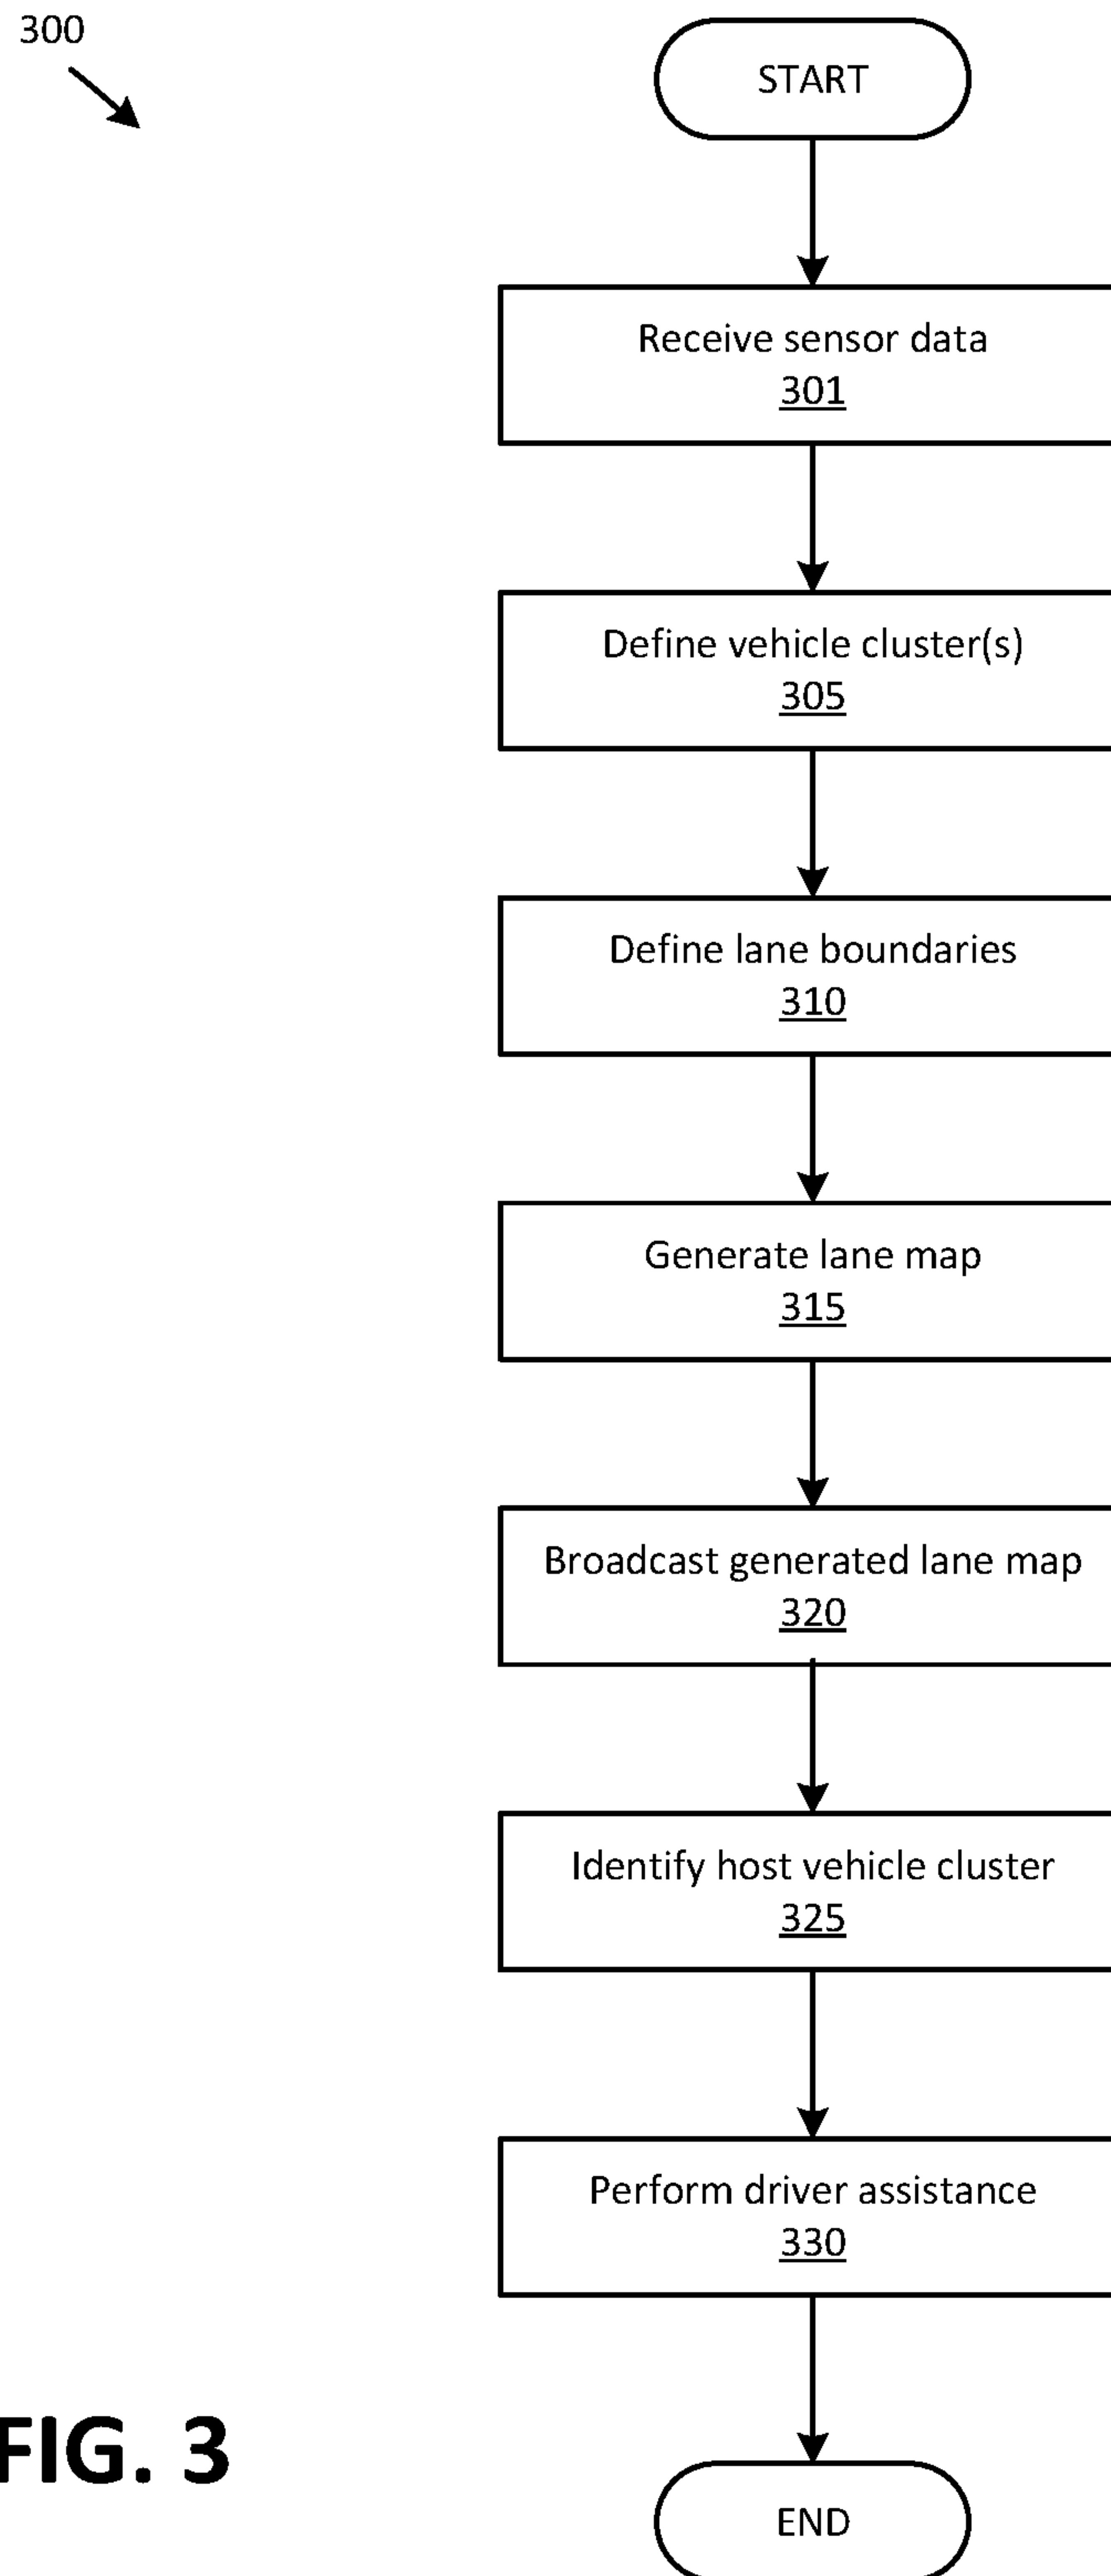 300
START
Receive sensor data
301
Define vehicle cluster(s)
305
Define lane boundaries
310
Generate lane map
315
Broadcast generated lane map
320
Identify host vehicle cluster
325
Perform driver assistance
330
FIG. 3
END